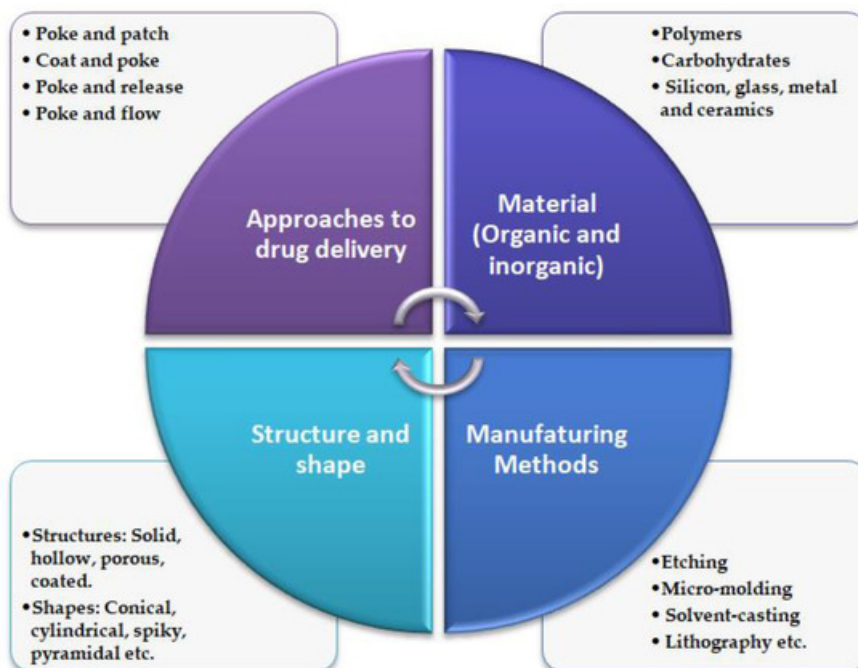 • Poke and patch
• Coat and poke
• Poke and release
• Poke and flow
•Polymers
•Carbohydrates
• Silicon, glass, metal
and ceramics
Approaches to
drug delivery
Material
(Organic and
inorganic)
Structure and
shape
Manufaturing
Methods
•Structures: Solid,
hollow, porous,
coated.
•Shapes: Conical,
cylindrical, spiky,
pyramidal etc.
•Etching
•Micro-molding
• Solvent-casting
• Lithography etc.